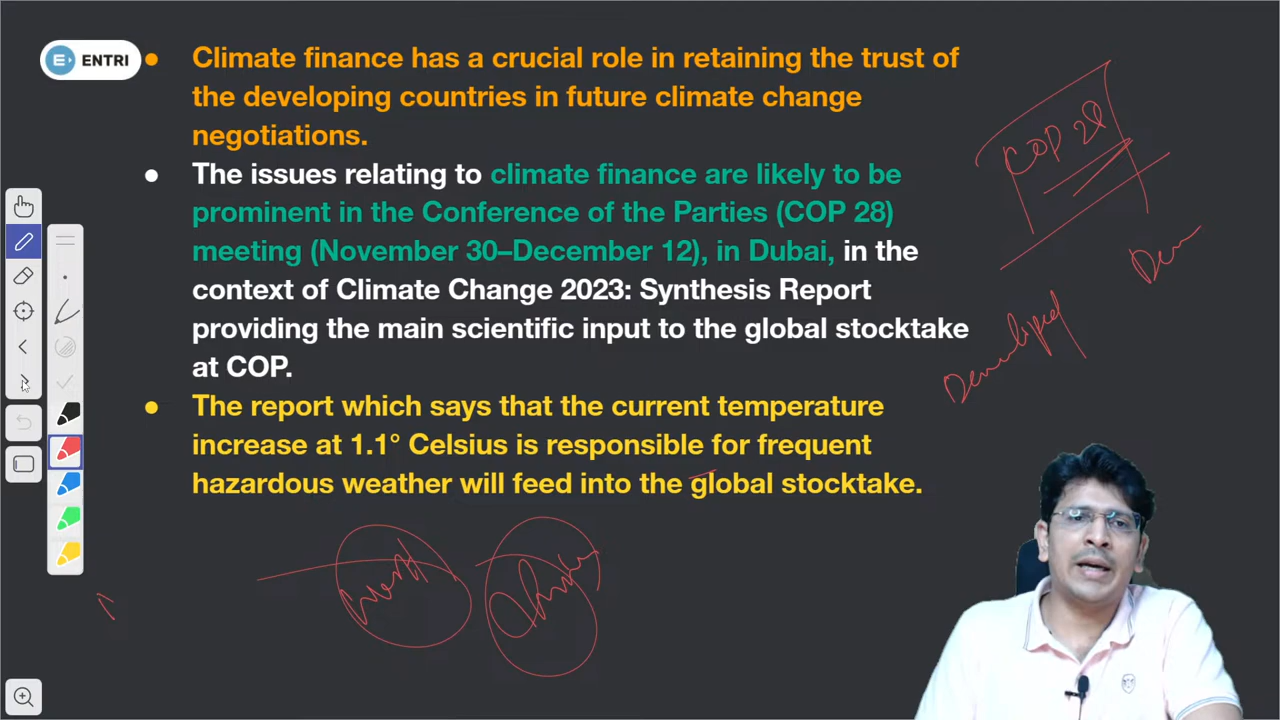 ENTRI
Climate finance has a crucial role in retaining the trust of
the developing countries in future climate change
negotiations.
The issues relating to climate finance are likely to be
prominent in the Conference of the Parties (COP 28)
meeting (November 30–December 12), in Dubai, in the
context of Climate Change 2023: Synthesis Report
providing the main scientific input to the global stocktake
at COP.
The report which says that the current temperature
increase at 1.1° Celsius is responsible for frequent
hazardous weather will feed into the global stocktake.
COP 28